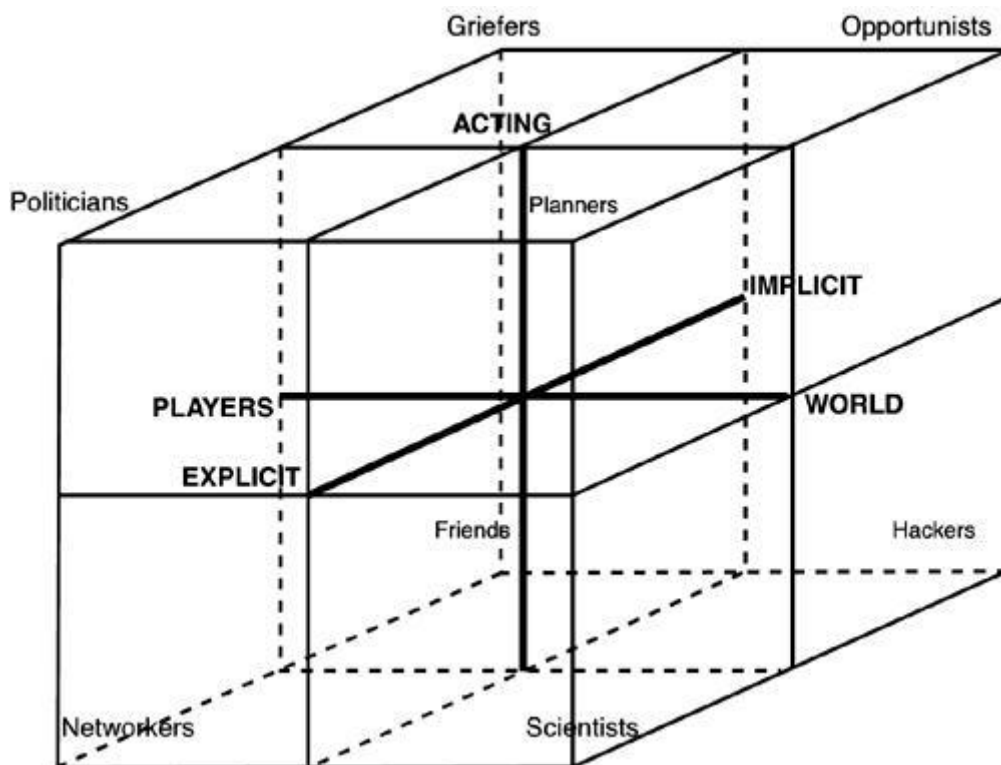 Griefers
Opportunists
ACTING
Politicians
Planners
IMPLICIT
PLAYERS
WORLD
EXPLICIT
Friends
Hackers
Networkers
Scientists